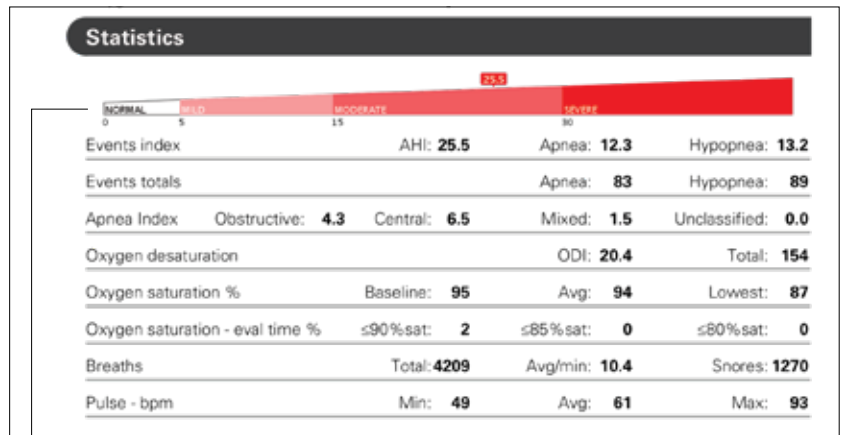 Statistics
25.5
NORMAL MILD MODERATE SEVERE
0 5 15 30
Events index AHI: 25.5 Apnea: 12.3 Hypopnea: 13.2
Events totals Apnea: 83 Hypopnea: 89
Apnea Index Obstructive: 4.3 Central: 6.5 Mixed: 1.5 Unclassified: 0.0
Oxygen desaturation ODI: 20.4 Total: 154
Oxygen saturation % Baseline: 95 Avg: 94 Lowest: 87
Oxygen saturation - eval time % ≤90%sat: 2 ≤85%sat: 0 ≤80%sat: 0
Breaths Total: 4209 Avg/min: 10.4 Snores: 1270
Pulse - bpm Min: 49 Avg: 61 Max: 93